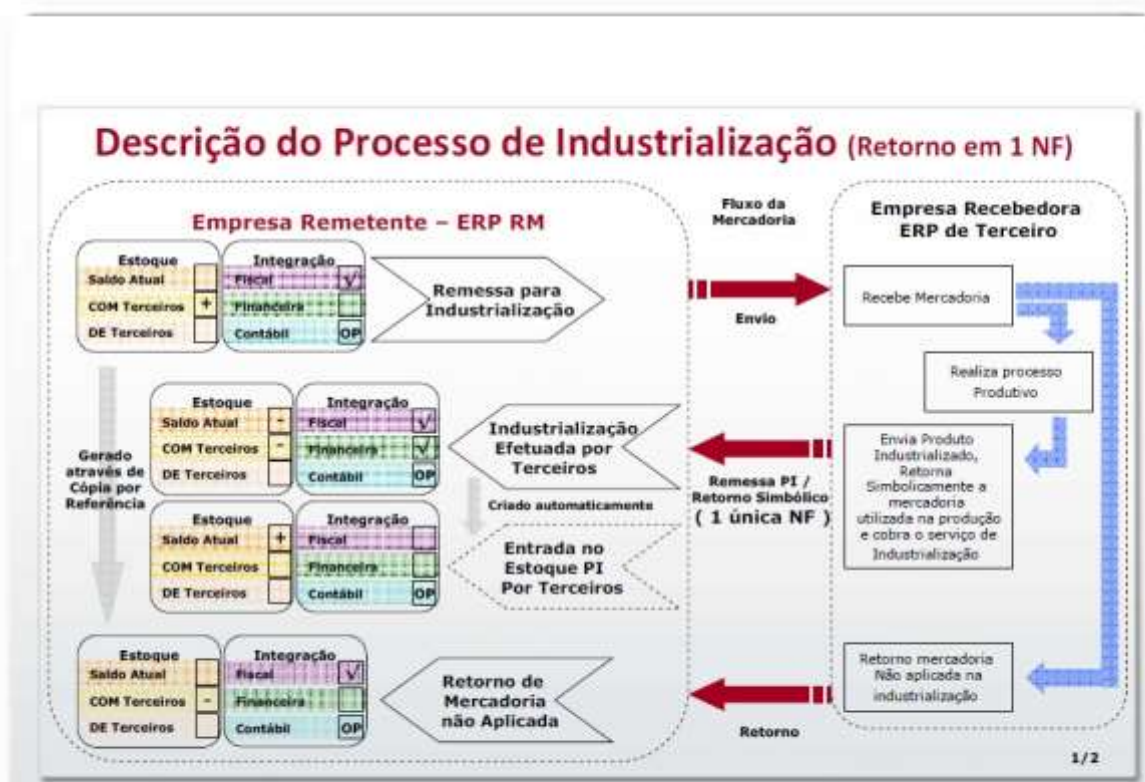 Descrição do Processo de Industrialização (Retorno em 1 NF)
Empresa Remetente – ERP RM
Estoque
Saldo Atual
COM Terceiros +
DE Terceiros
Integração
Fiscal √
Financeira
Contábil OP
Remessa para
Industrialização
Fluxo da
Mercadoria
Envio
Empresa Recebedora
ERP de Terceiro
Recebe Mercadoria
Realiza processo
Produtivo
Gerado
através de
Cópia por
Referência
Estoque
Saldo Atual -
COM Terceiros -
DE Terceiros
Integração
Fiscal √
Financeira √
Contábil OP
Industrialização
Efetuada por
Terceiros
Criado automaticamente
Remessa PI /
Retorno Simbólico
( 1 única NF )
Envia Produto
Industrializado,
Retorna
Simbolicamente a
mercadoria
utilizada na produção
e cobra o serviço de
Industrialização
Estoque
Saldo Atual +
COM Terceiros
DE Terceiros
Integração
Fiscal
Financeira
Contábil OP
Entrada no
Estoque PI
Por Terceiros
Estoque
Saldo Atual
COM Terceiros -
DE Terceiros
Integração
Fiscal √
Financeira
Contábil OP
Retorno de
Mercadoria
não Aplicada
Retorno
Retorno mercadoria
Não aplicada na
industrialização
1/2